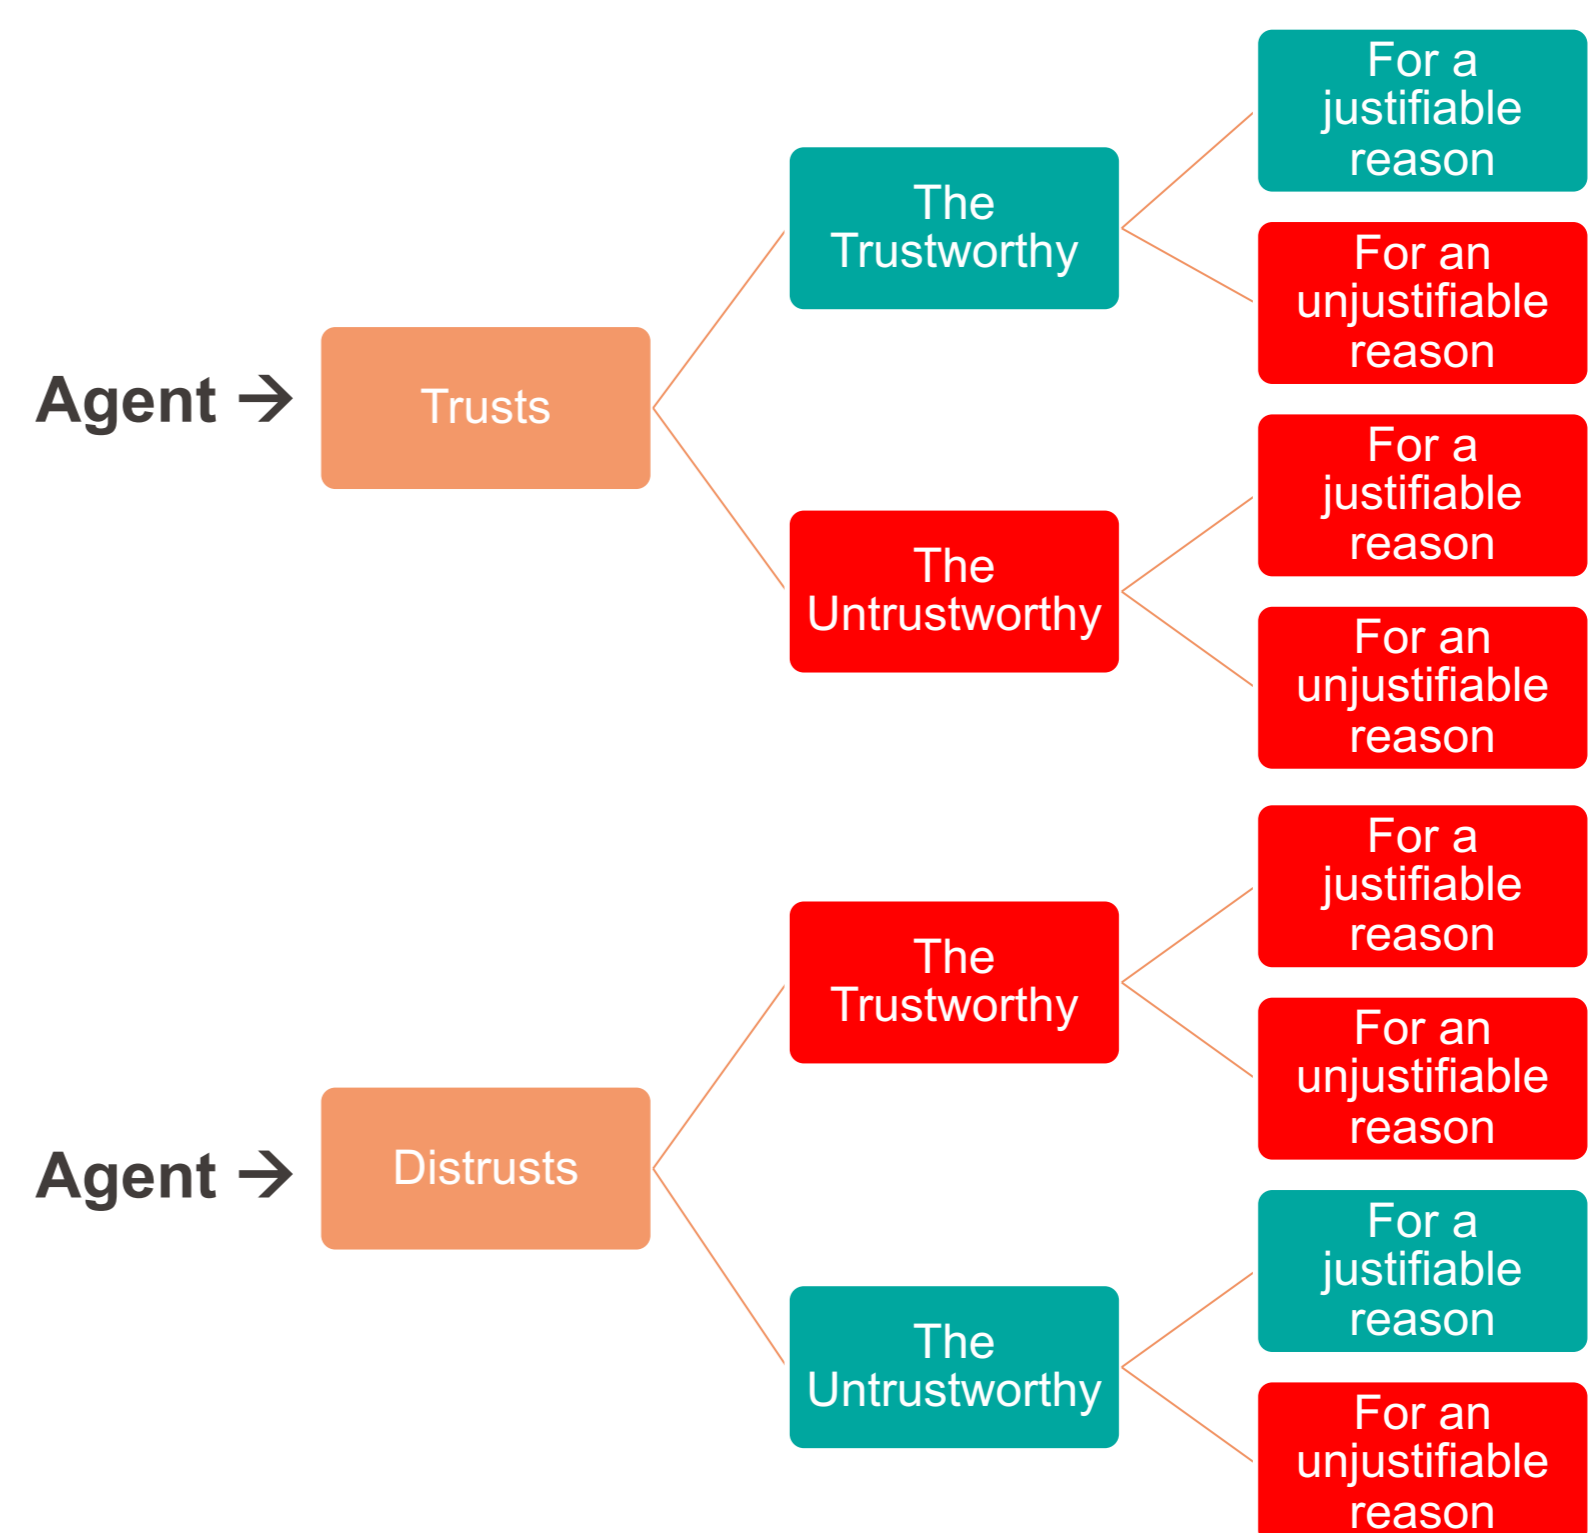 Agent →
Trusts
The
Trustworthy
For a
justifiable
reason
For an
unjustifiable
reason
The
Untrustworthy
For a
justifiable
reason
For an
unjustifiable
reason
Agent →
Distrusts
The
Trustworthy
For a
justifiable
reason
For an
unjustifiable
reason
The
Untrustworthy
For a
justifiable
reason
For an
unjustifiable
reason